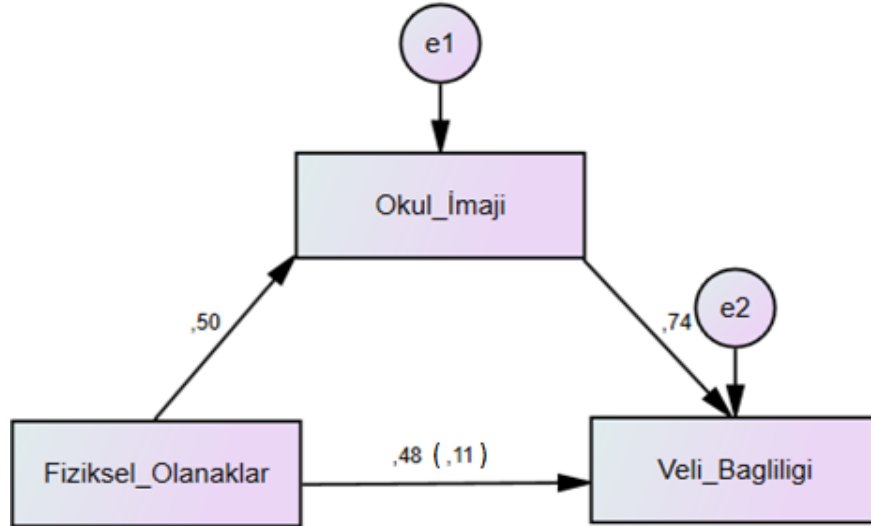 e1
Okul_İmaji
,50
,74
e2
Fiziksel_Olanaklar
,48 ( ,11 )
Veli_Bagliligi